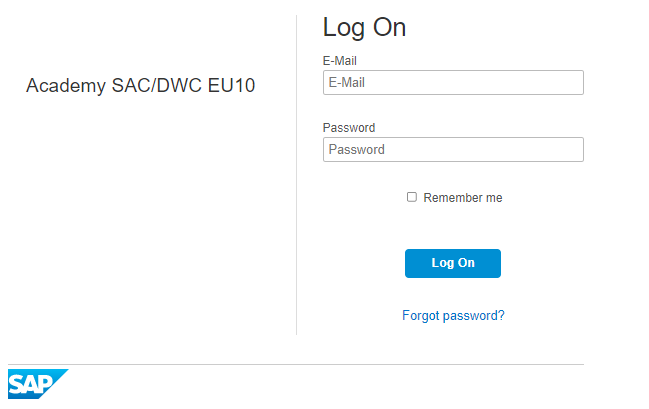 Academy SAC/DWC EU10
Log On
E-Mail
E-Mail
Password
Password
Remember me
Log On
Forgot password?
SAP